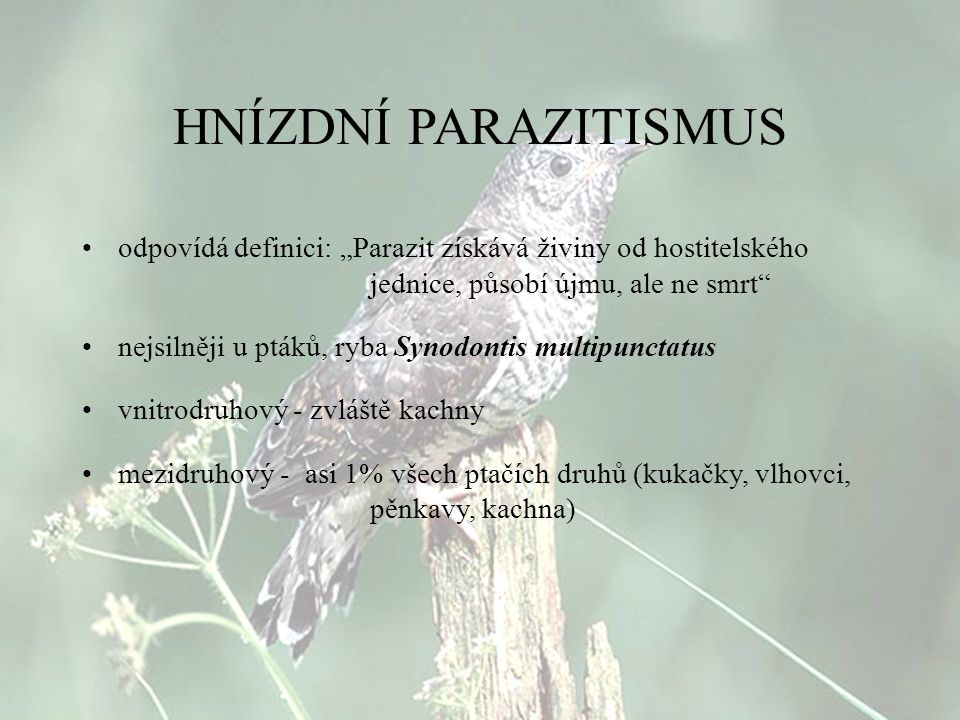 HNÍZDNÍ PARAZITISMUS
• odpovídá definici: „Parazit získává živiny od hostitelského
jednice, působí újmu, ale ne smrt“
• nejsilněji u ptáků, ryba Synodontis multipunctatus
• vnitrodruhový - zvláště kachny
• mezidruhový - asi 1% všech ptačích druhů (kukačky, vlhovci,
pěnkavy, kachna)